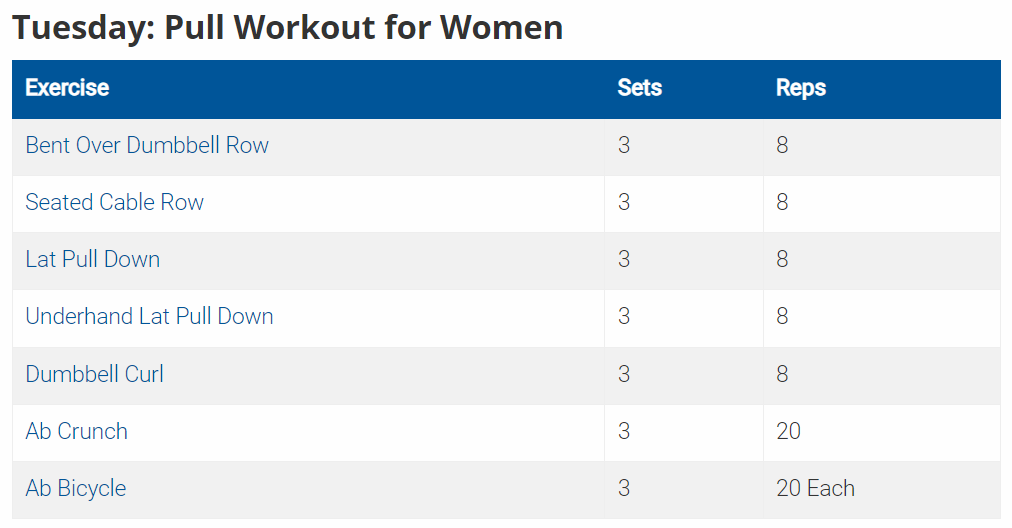 Tuesday: Pull Workout for Women
Exercise Sets Reps
Bent Over Dumbbell Row 3 8
Seated Cable Row 3 8
Lat Pull Down 3 8
Underhand Lat Pull Down 3 8
Dumbbell Curl 3 8
Ab Crunch 3 20
Ab Bicycle 3 20 Each